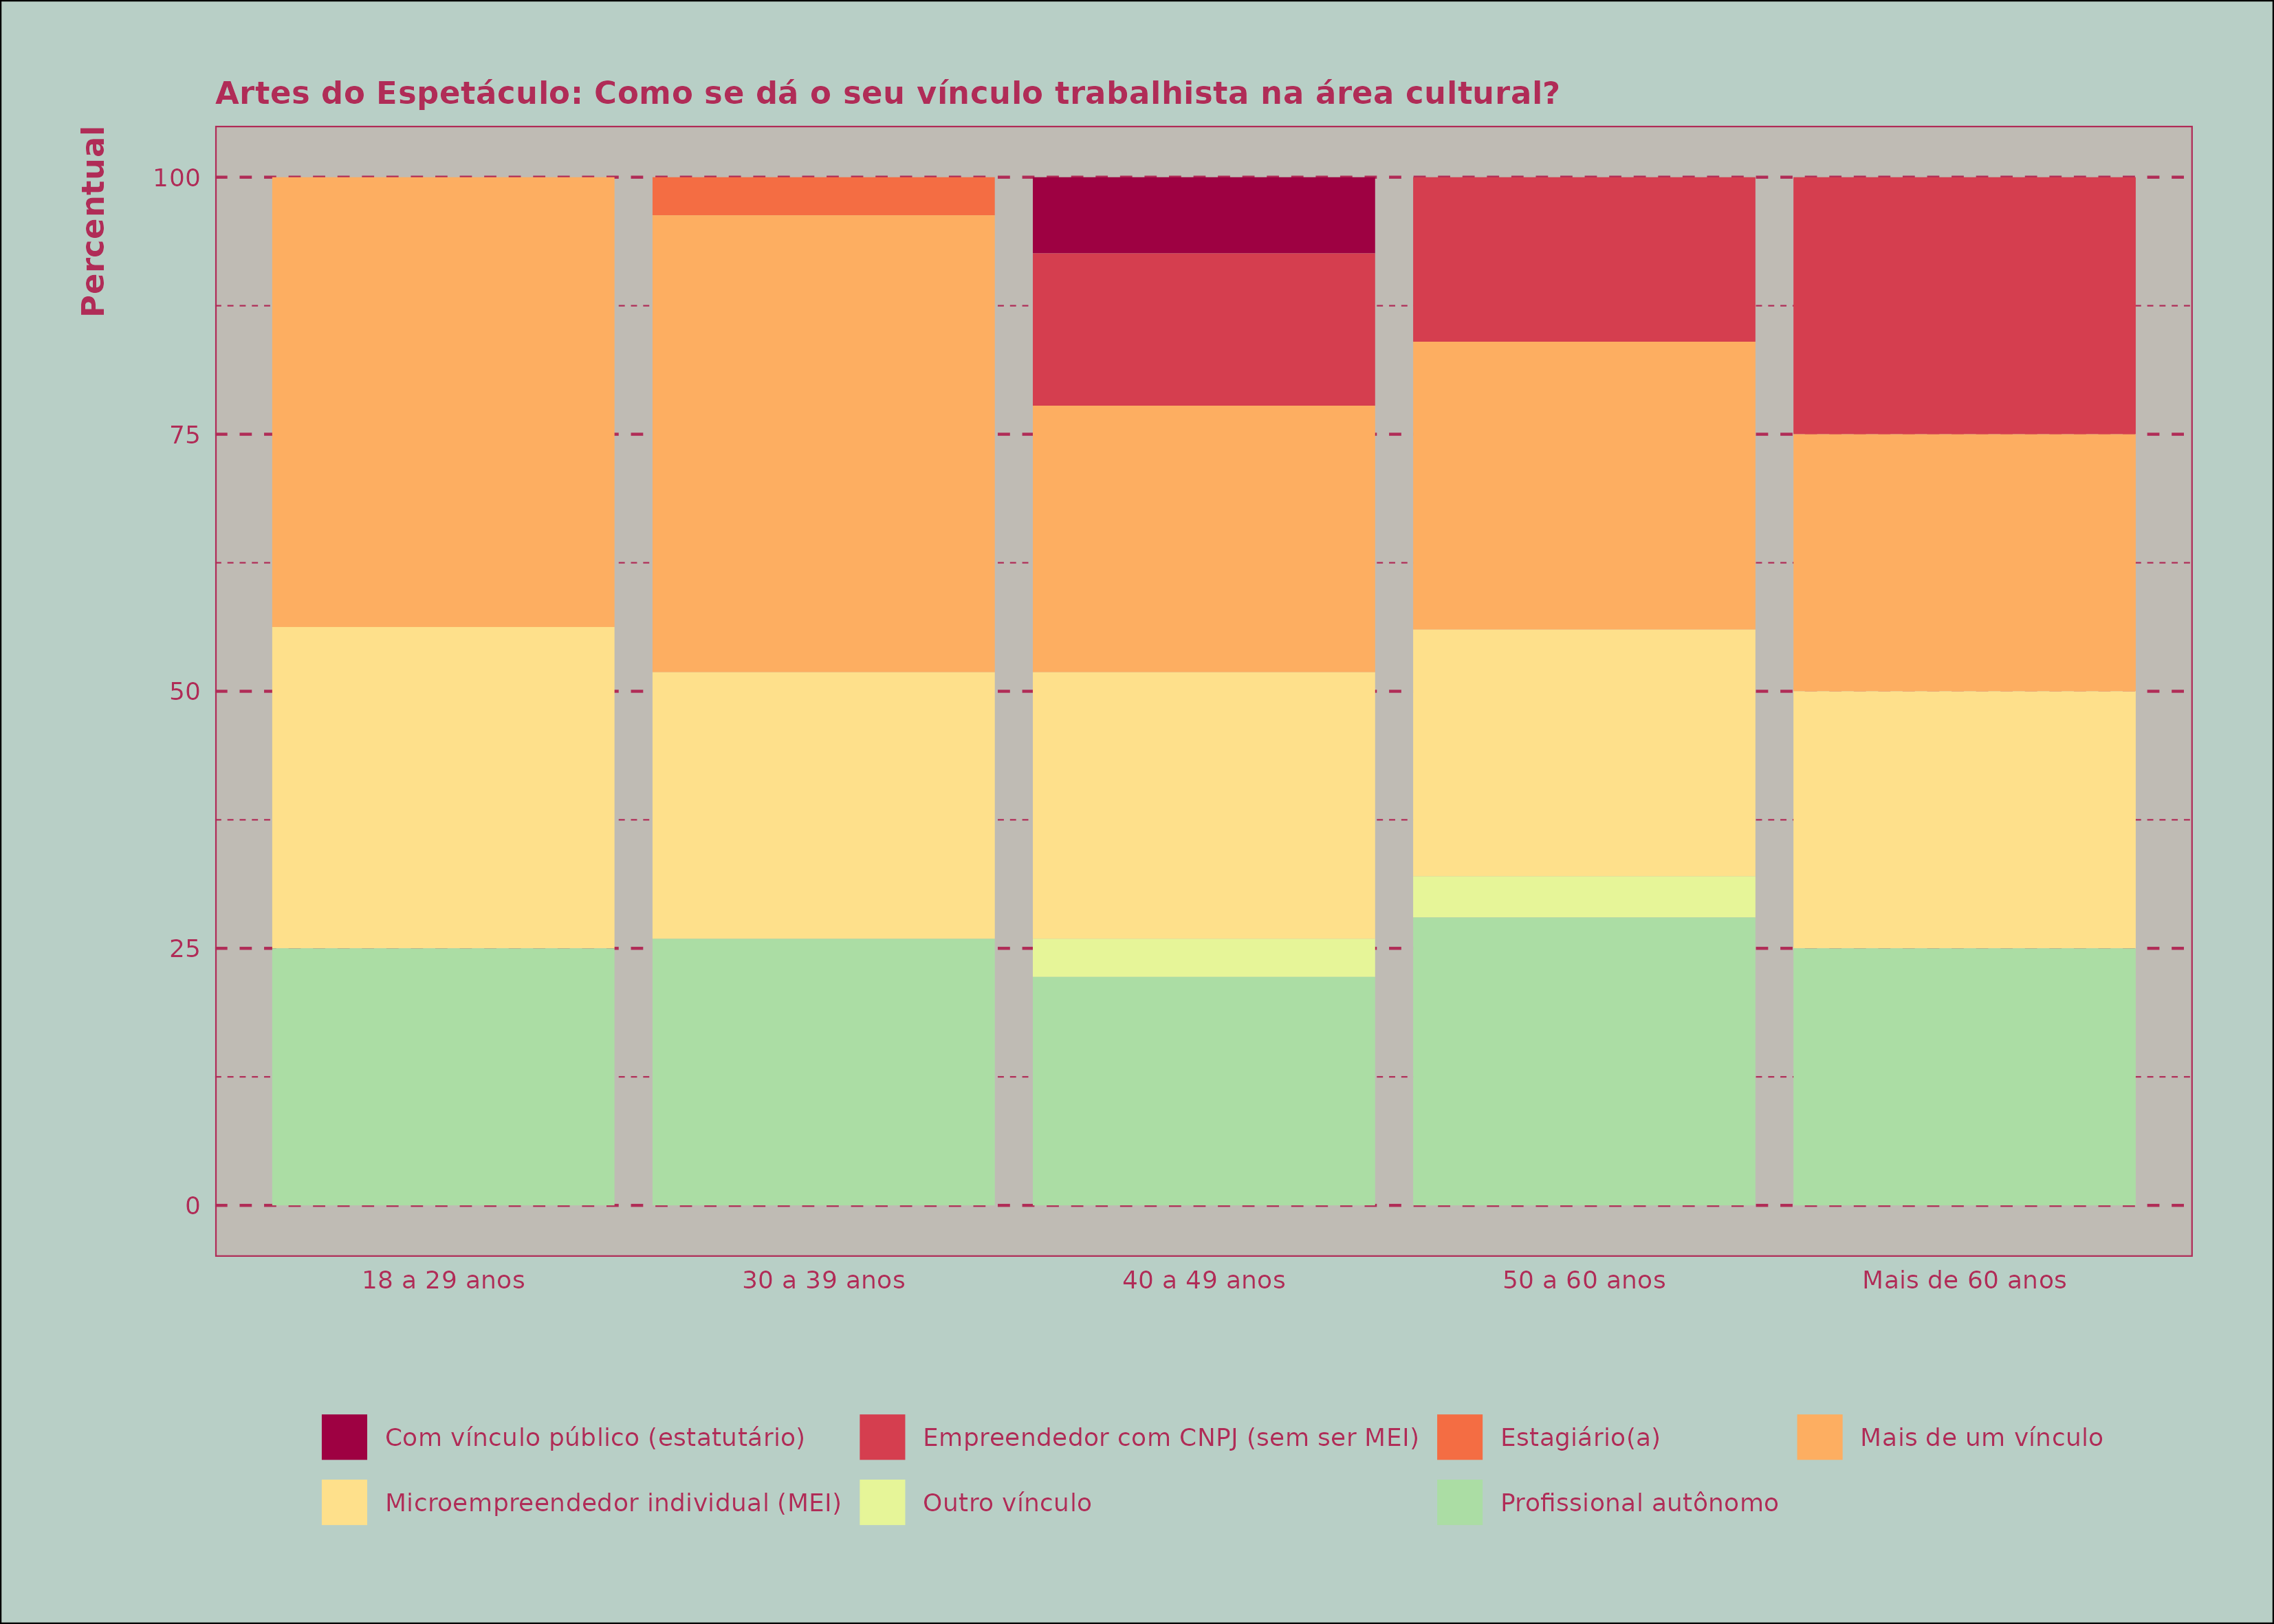 Artes do Espetáculo: Como se dá o seu vínculo trabalhista na área cultural?
Percentual
100
75
50
25
0
18 a 29 anos
30 a 39 anos
40 a 49 anos
50 a 60 anos
Mais de 60 anos
Com vínculo público (estatutário)
Empreendedor com CNPJ (sem ser MEI)
Estagiário(a)
Mais de um vínculo
Microempreendedor individual (MEI)
Outro vínculo
Profissional autônomo